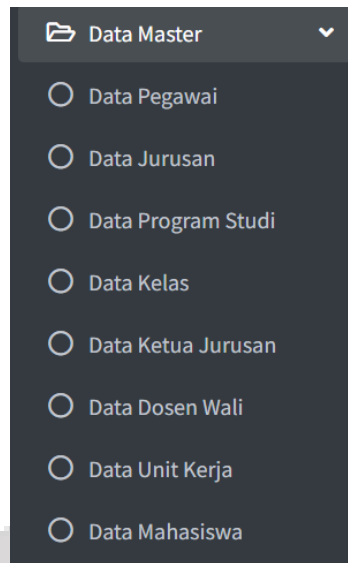 Data Master
Data Pegawai
Data Jurusan
Data Program Studi
Data Kelas
Data Ketua Jurusan
Data Dosen Wali
Data Unit Kerja
Data Mahasiswa